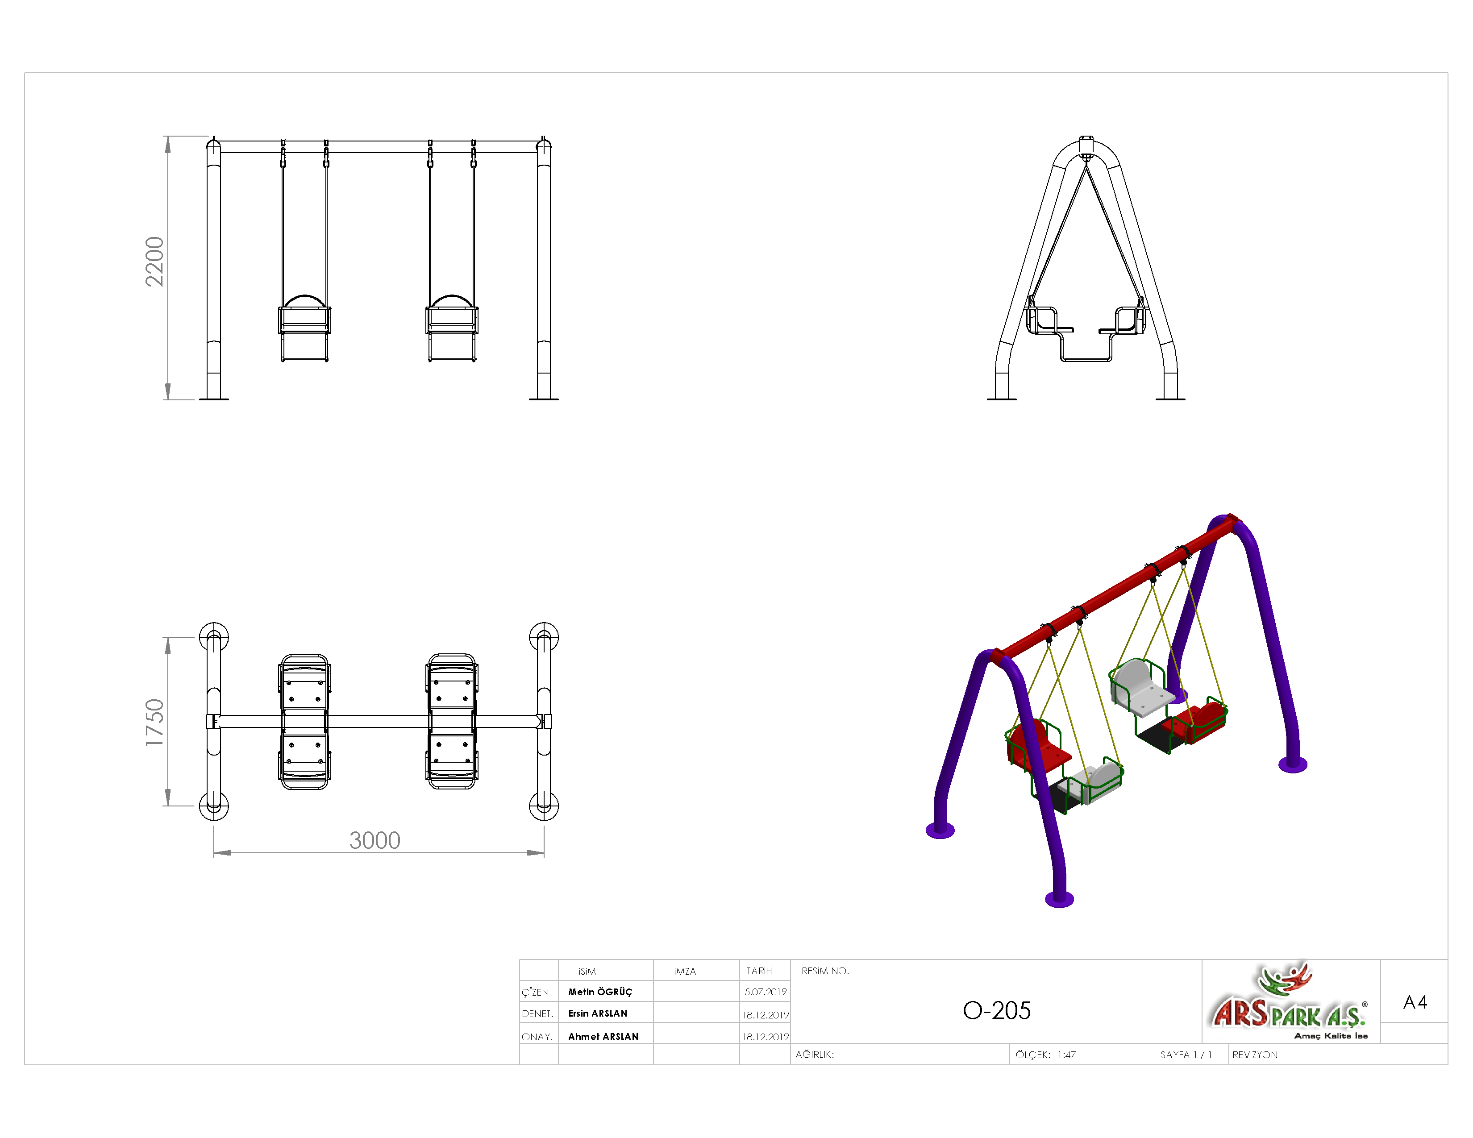 2200
1750
3000
İSİM
İMZA
TARİH
RESİM NO.
ÇİZEN.
Metin ÖGRÜÇ
5.07.2019
O-205
ARSPARK A.Ş.®
A4
DENET.
Ersin ARSLAN
18.12.2019
ONAY.
Ahmet ARSLAN
18.12.2019
Amaç Kalite İse
AĞIRLIK:
ÖLÇEK: 1:47
SAYFA 1 / 1
REVİZYON